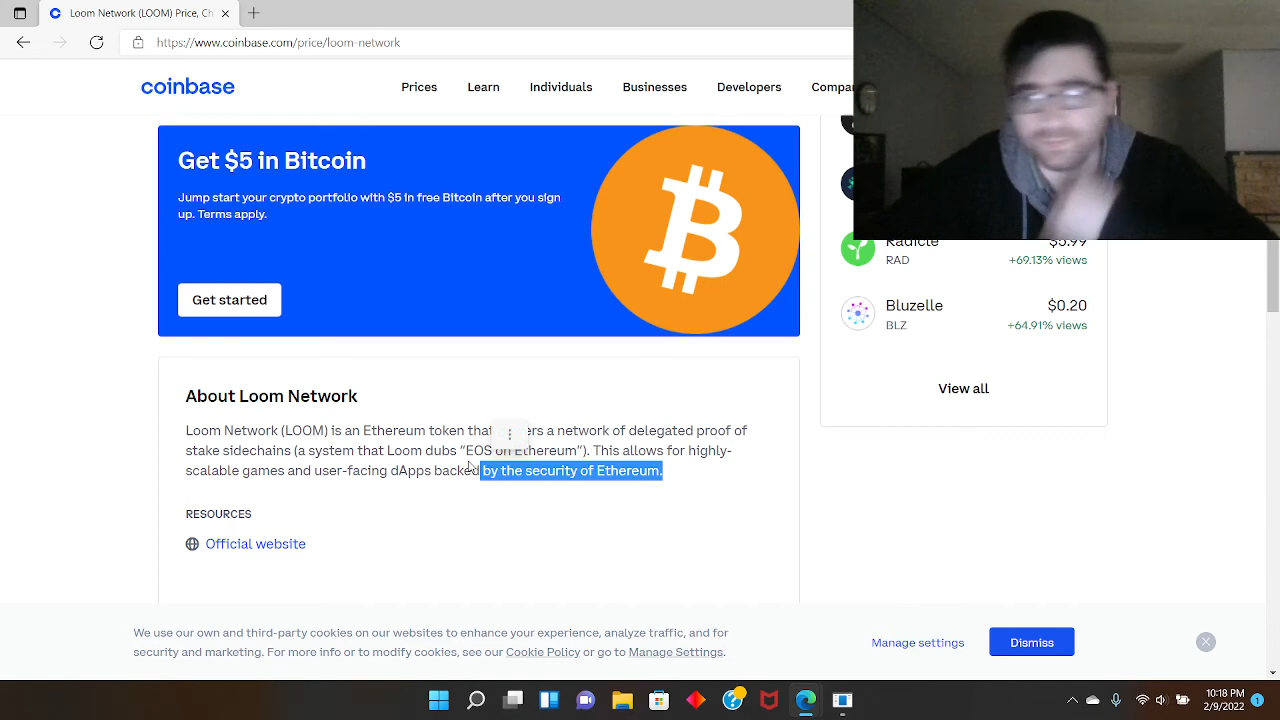 Loom Network (LOOM) Price, Ch
https://www.coinbase.com/price/loom-network
coinbase
Prices
Learn
Individuals
Businesses
Developers
Compar
Get $5 in Bitcoin
Jump start your crypto portfolio with $5 in free Bitcoin after you sign
up. Terms apply.
Get started
Radicle
$5.99
RAD
+69.13% views
Bluzelle
$0.20
BLZ
+64.91% views
View all
About Loom Network
Loom Network (LOOM) is an Ethereum token that ers a network of delegated proof of
stake sidechains (a system that Loom dubs “EOS on Ethereum”). This allows for highly-
scalable games and user-facing dApps backed by the security of Ethereum.
RESOURCES
Official website
We use our own and third-party cookies on our websites to enhance your experience, analyze traffic, and for
security and marketing. For more info or to modify cookies, see our Cookie Policy or go to Manage Settings.
Manage settings
Dismiss
10:18 PM
2/9/2022
1